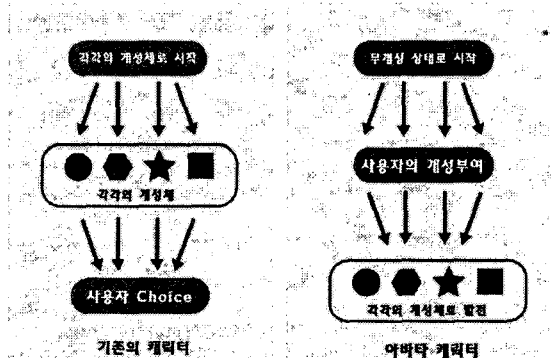 각각의 개성체로 시작
각각의 개성체
사용자 Choice
기존의 캐릭터
무개성 상태로 시작
사용자의 개성부여
각각의 개성체로 발전
아바타 캐릭터